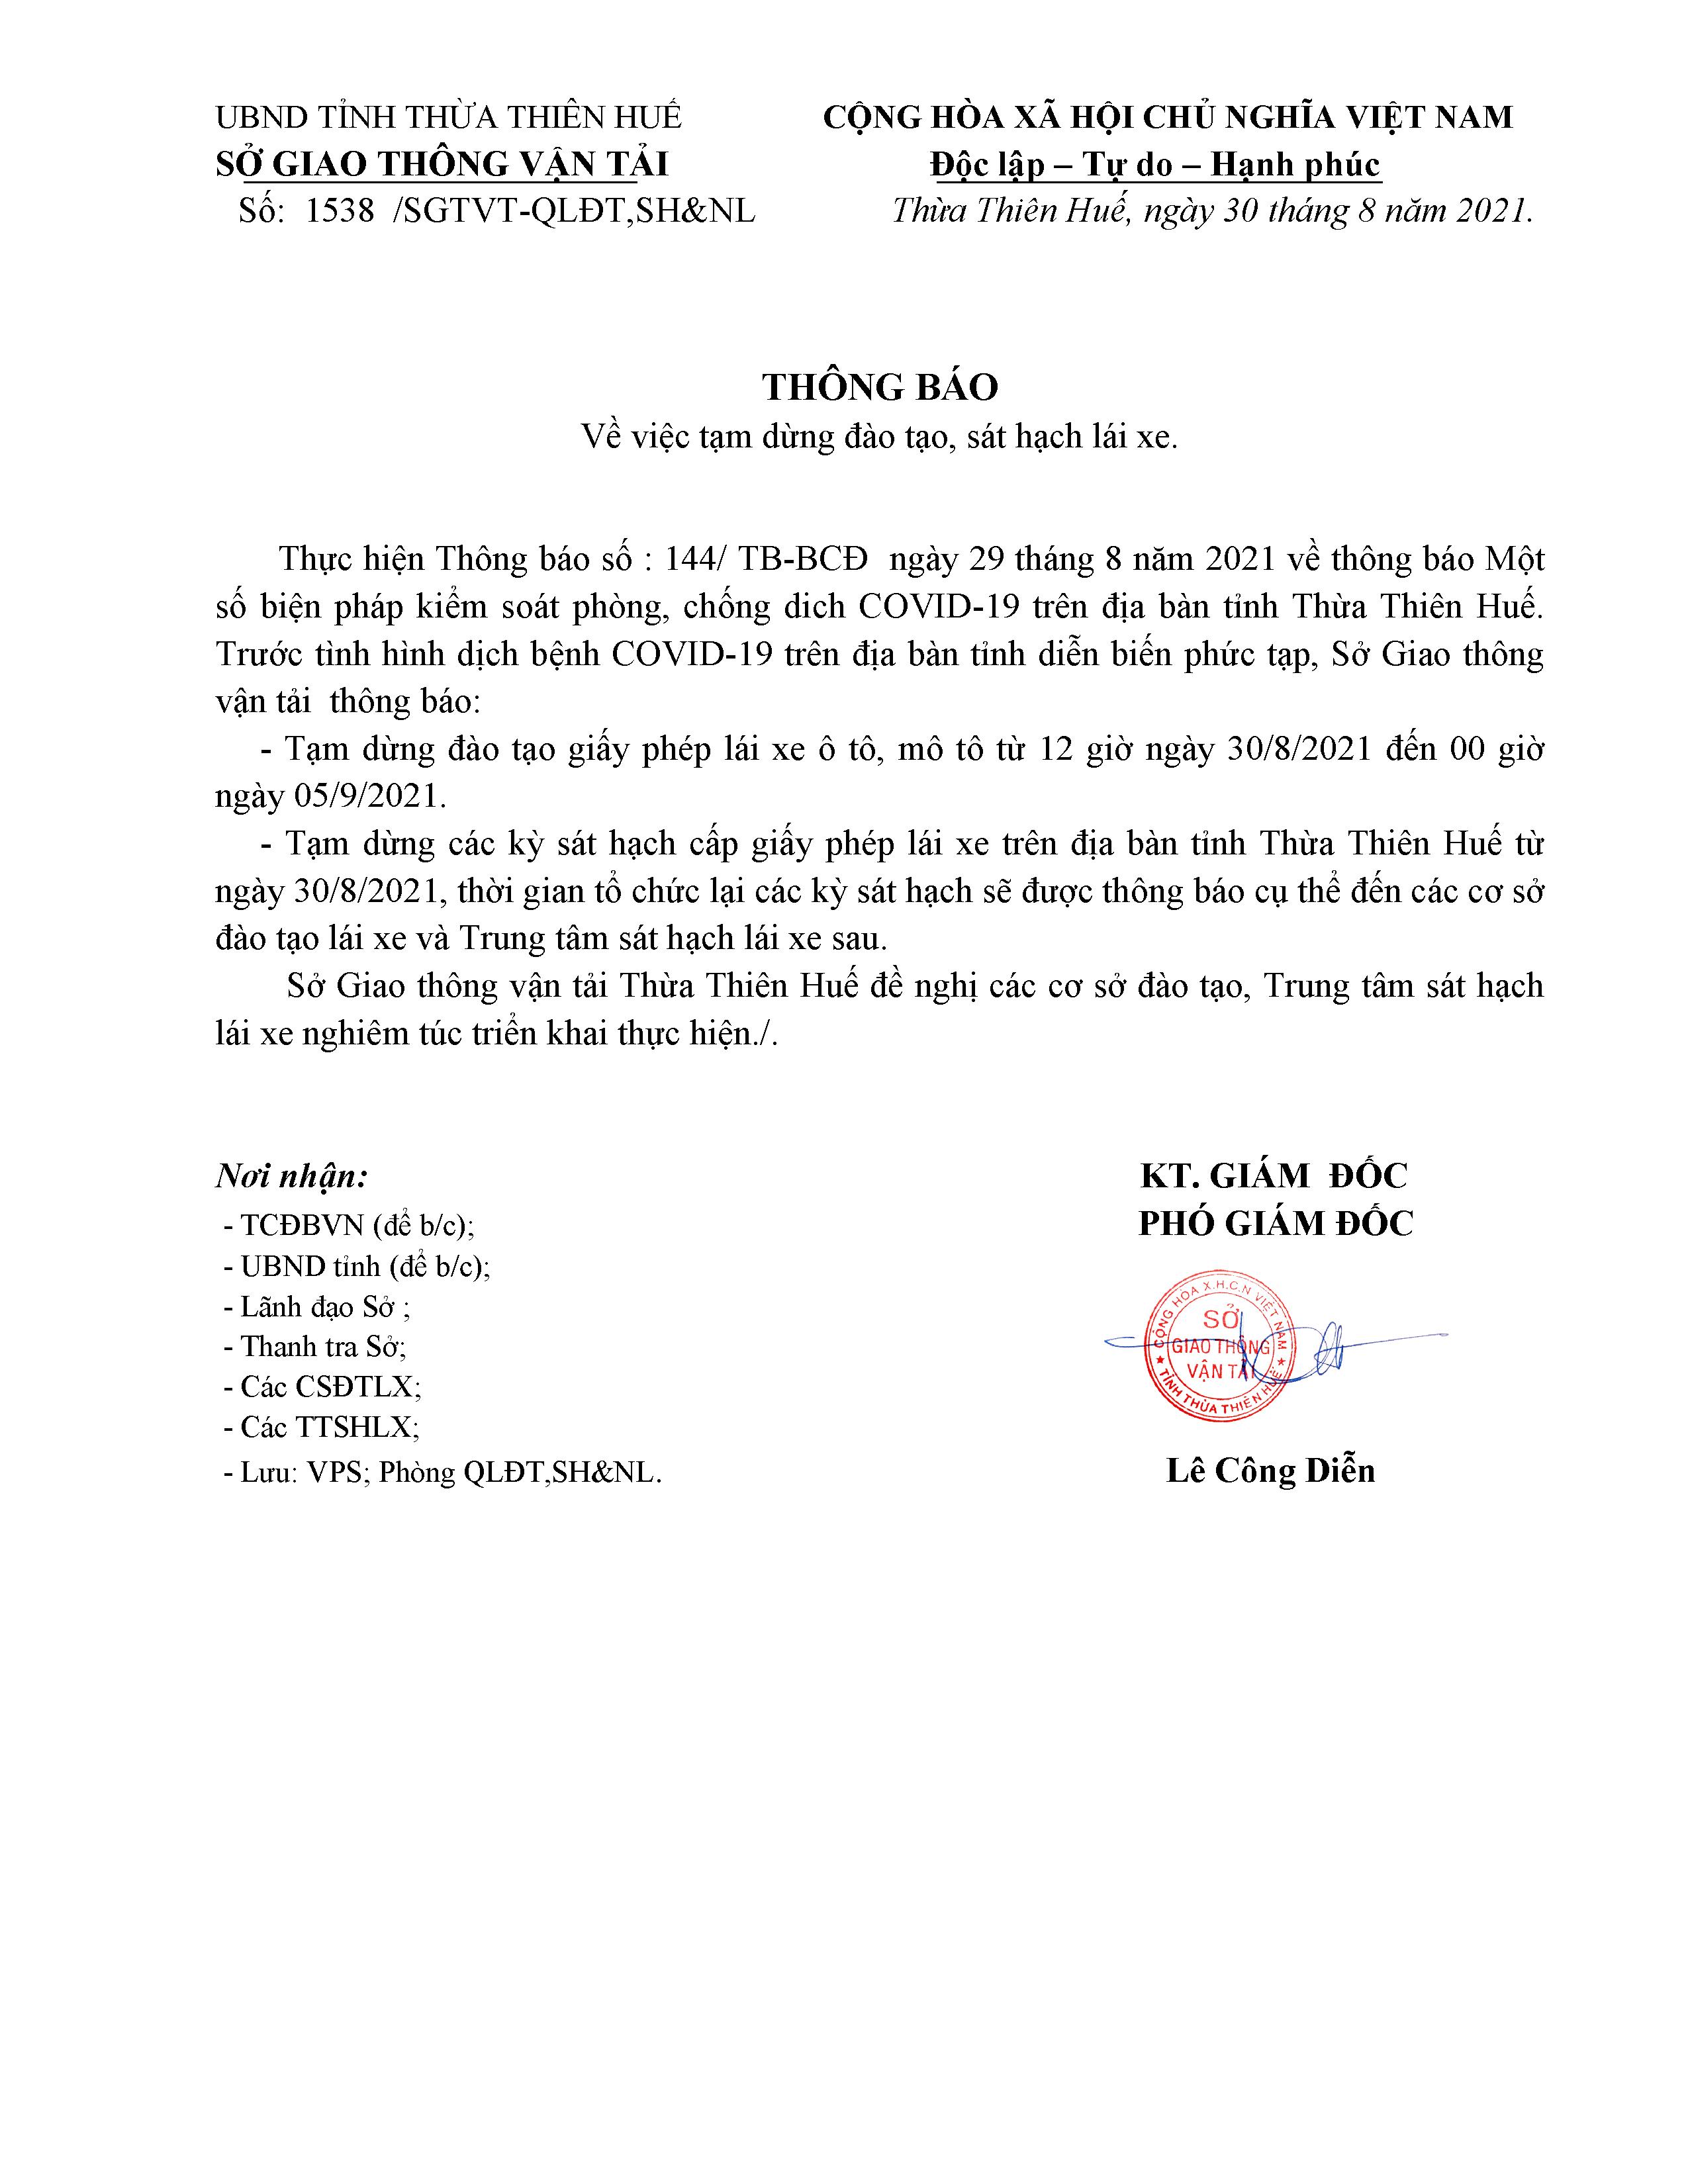 UBND TỈNH THỪA THIÊN HUẾ
SỞ GIAO THÔNG VẬN TẢI
Số: 1538 /SGTVT-QLĐT,SH&NL
CỘNG HÒA XÃ HỘI CHỦ NGHĨA VIỆT NAM
Độc lập – Tự do – Hạnh phúc
Thừa Thiên Huế, ngày 30 tháng 8 năm 2021.
THÔNG BÁO
Về việc tạm dừng đào tạo, sát hạch lái xe.
Thực hiện Thông báo số : 144/ TB-BCĐ ngày 29 tháng 8 năm 2021 về thông báo Một
số biện pháp kiểm soát phòng, chống dich COVID-19 trên địa bàn tỉnh Thừa Thiên Huế.
Trước tình hình dịch bệnh COVID-19 trên địa bàn tỉnh diễn biến phức tạp, Sở Giao thông
vận tải thông báo:
- Tạm dừng đào tạo giấy phép lái xe ô tô, mô tô từ 12 giờ ngày 30/8/2021 đến 00 giờ
ngày 05/9/2021.
- Tạm dừng các kỳ sát hạch cấp giấy phép lái xe trên địa bàn tỉnh Thừa Thiên Huế từ
ngày 30/8/2021, thời gian tổ chức lại các kỳ sát hạch sẽ được thông báo cụ thể đến các cơ sở
đào tạo lái xe và Trung tâm sát hạch lái xe sau.
Sở Giao thông vận tải Thừa Thiên Huế đề nghị các cơ sở đào tạo, Trung tâm sát hạch
lái xe nghiêm túc triển khai thực hiện./.
Nơi nhận:
- TCĐBVN (để b/c);
- UBND tỉnh (để b/c);
- Lãnh đạo Sở ;
- Thanh tra Sở;
- Các CSĐTLX;
- Các TTSHLX;
- Lưu: VPS; Phòng QLĐT,SH&NL.
KT. GIÁM ĐỐC
PHÓ GIÁM ĐỐC
CỘNG HÒA X.H.C.N VIỆT NAM
SỞ
GIAO THÔNG
VẬN TẢI
★ TỈNH THỪA THIÊN HUẾ ★
Lê Công Diễn